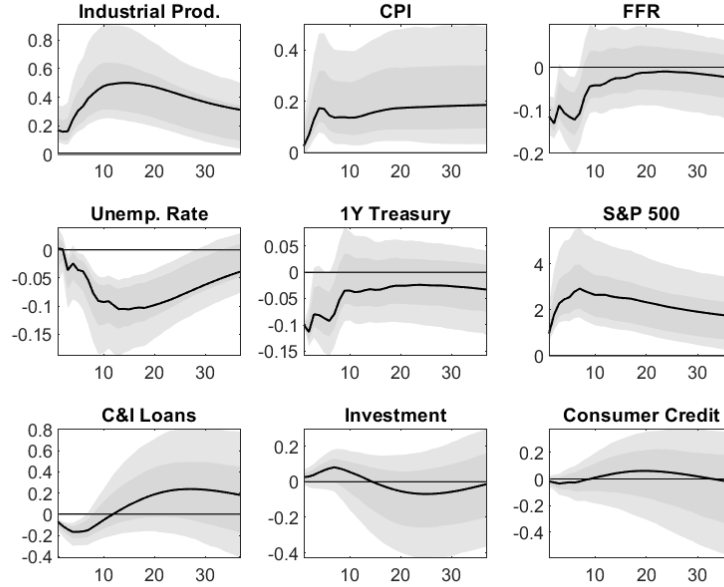 Industrial Prod.
0.8
0.6
0.4
0.2
0
10 20 30
CPI
0.4
0.2
0
10 20 30
FFR
0
-0.1
-0.2
10 20 30
Unemp. Rate
0
-0.05
-0.1
-0.15
10 20 30
1Y Treasury
0.05
0
-0.05
-0.1
-0.15
10 20 30
S&P 500
4
2
0
10 20 30
C&I Loans
0.8
0.6
0.4
0.2
0
-0.2
-0.4
10 20 30
Investment
0.2
0
-0.2
-0.4
10 20 30
Consumer Credit
0.2
0
-0.2
-0.4
10 20 30